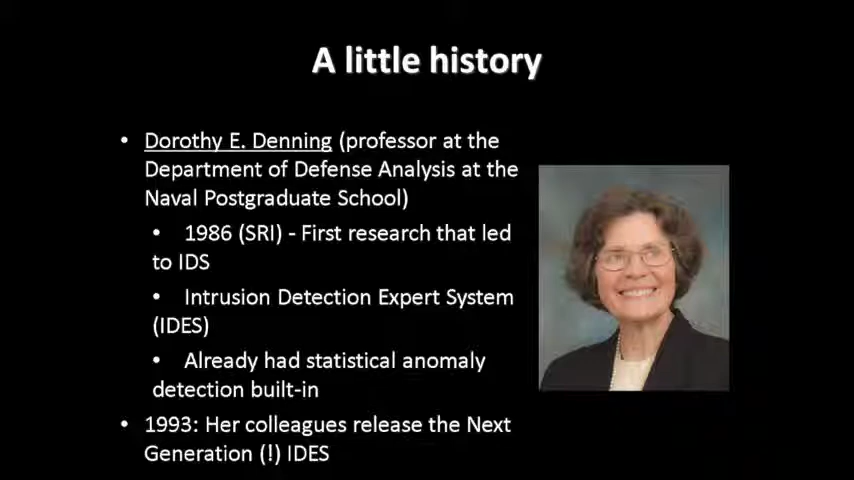 A little history
• Dorothy E. Denning (professor at the
Department of Defense Analysis at the
Naval Postgraduate School)
• 1986 (SRI) - First research that led
to IDS
• Intrusion Detection Expert System
(IDES)
• Already had statistical anomaly
detection built-in
• 1993: Her colleagues release the Next
Generation (!) IDES